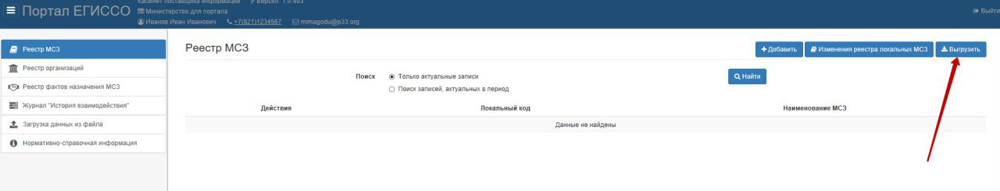 Кабинет поставщика информации Версия: 1.0.403
Портал ЕГИССО
Министерство для портала
Иванов Иван Иванович +7(821)1234567 mimagodu@p33.org
Выйти
Реестр МСЗ
Реестр организаций
Реестр фактов назначения МСЗ
Журнал "История взаимодействия"
Загрузка данных из файла
Нормативно-справочная информация
Реестр МСЗ
Добавить Изменения реестра локальных МСЗ Выгрузить
Поиск Только актуальные записи Найти
Поиск записей, актуальных в период
Действия Локальный код Наименование МСЗ
Данные не найдены